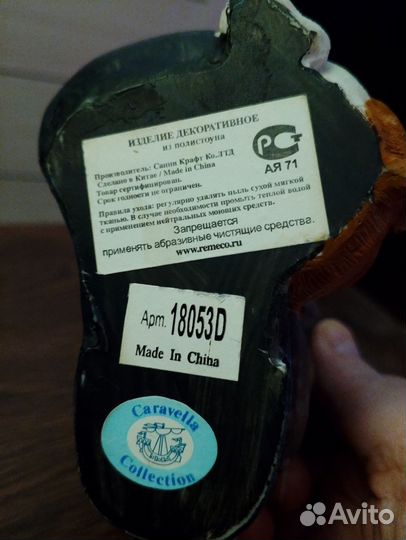 ИЗДЕЛИЕ ДЕКОРАТИВНОЕ
из полистоуна
Производитель: Санни Крафт Ко..ЛТД
Сделано в Китае / Made in China
Товар сертифицирован.
Срок годности не ограничен.
РСТ
АЯ 71
Правила ухода: регулярно удалять пыль сухой мягкой
тканью. В случае необходимости промыть теплой водой
с применением нейтральных моющих средств.
Запрещается
применять абразивные чистящие средства.
www.remeco.ru
Арт. 18053D
Made In China
Caravella
Collection
Avito